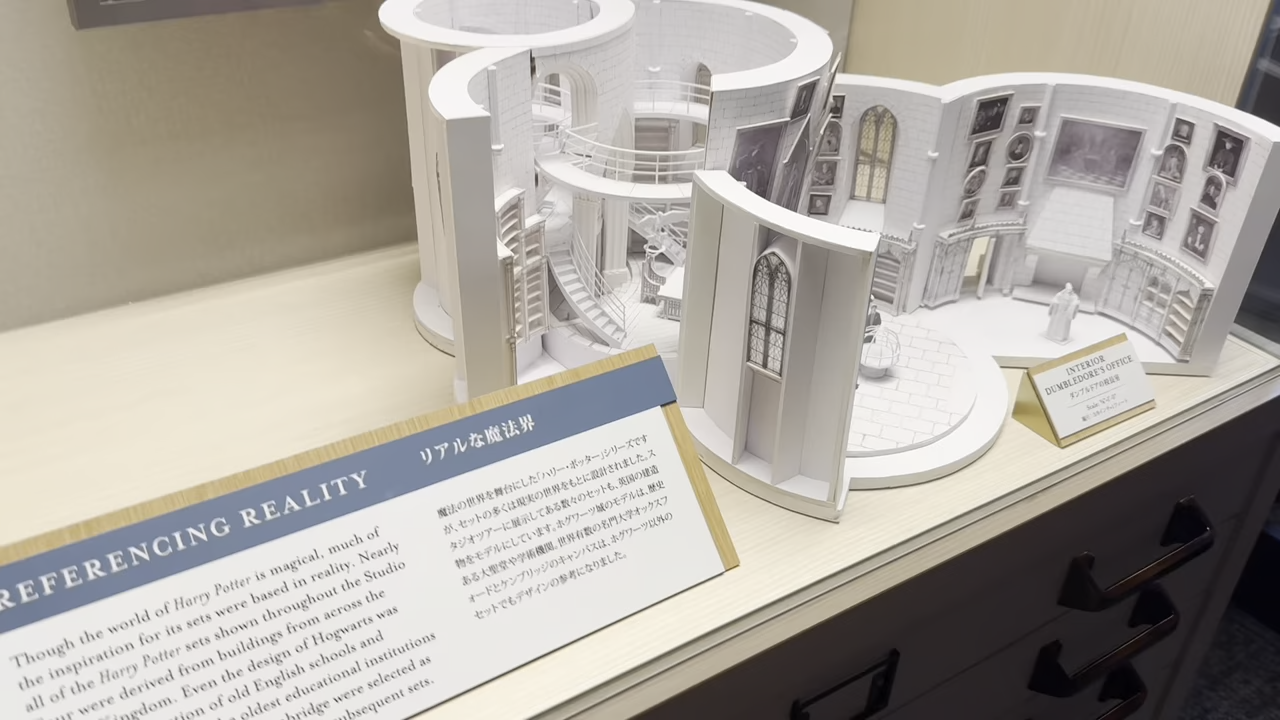 REFERENCING REALITY
リアルな魔法界
Though the world of Harry Potter is magical, much of
the inspiration for its sets were based in reality. Nearly
all of the Harry Potter sets shown throughout the Studio
were derived from buildings from across the
Even the design of Hogwarts was
of old English schools and
oldest educational institutions
were selected as
subsequent sets.
魔法の世界を舞台にした「ハリー・ポッター」シリーズです
が、セットの多くは現実の世界をもとに設計されました。ス
タジオツアーに展示してある数々のセットも、英国の建造
物をモデルにしています。ホグワーツ城のモデルは、歴史
ある大聖堂や学術機関。世界有数の名門大学オックスフ
ォードとケンブリッジのキャンパスは、ホグワーツ以外の
セットでもデザインの参考になりました。
INTERIOR
DUMBLEDORE'S OFFICE
ダンブルドアの校長室